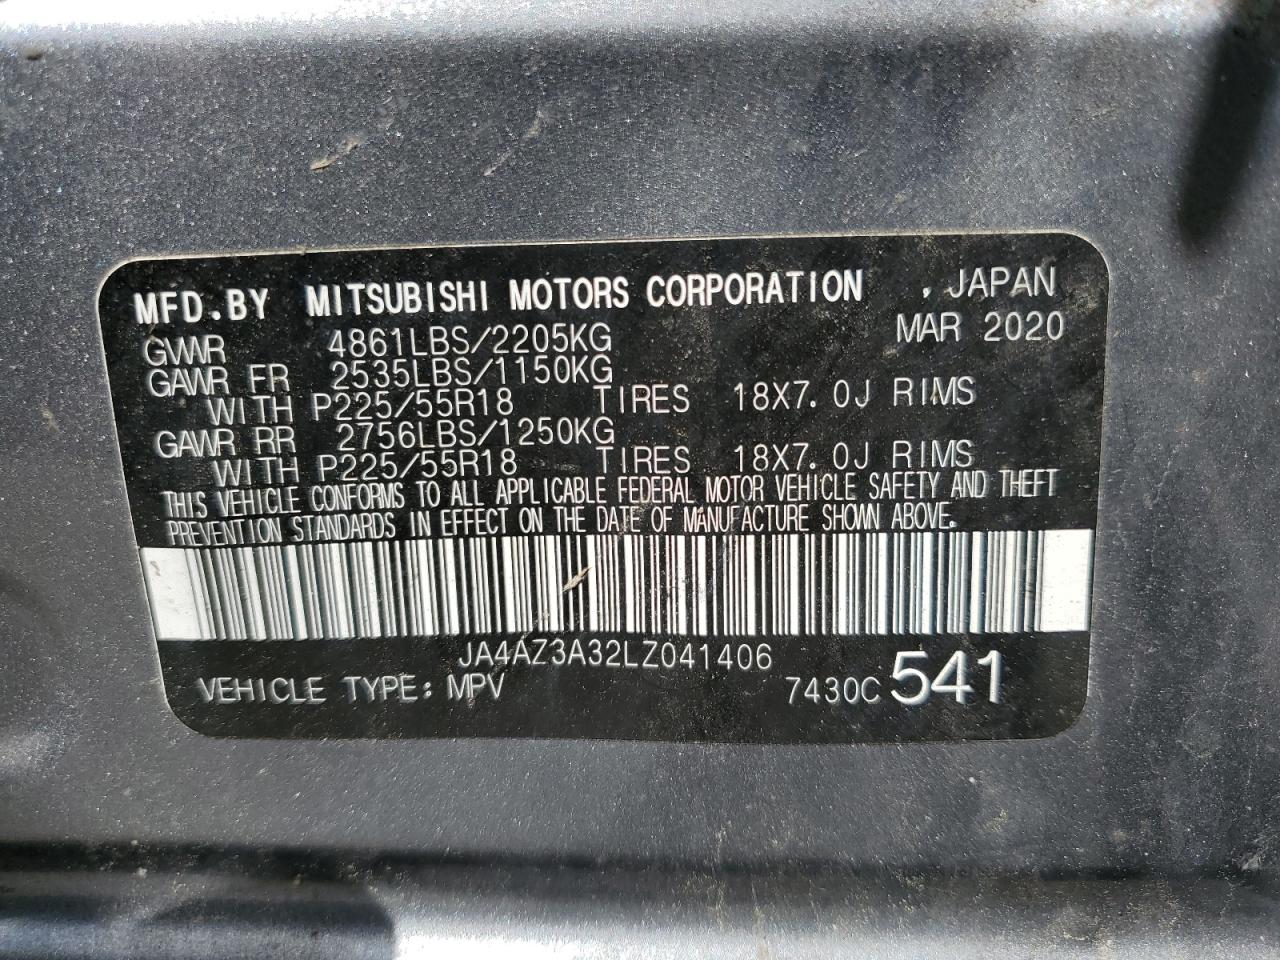 MFD.BY MITSUBISHI MOTORS CORPORATION , JAPAN
GVWR 4861LBS/2205KG MAR 2020
GAWR FR 2535LBS/1150KG
WITH P225/55R18 TIRES 18X7.0J RIMS
GAWR RR 2756LBS/1250KG
WITH P225/55R18 TIRES 18X7.0J RIMS
THIS VEHICLE CONFORMS TO ALL APPLICABLE FEDERAL MOTOR VEHICLE SAFETY AND THEFT
PREVENTION STANDARDS IN EFFECT ON THE DATE OF MANUFACTURE SHOWN ABOVE.
JA4AZ3A32LZ041406
VEHICLE TYPE: MPV 7430C 541